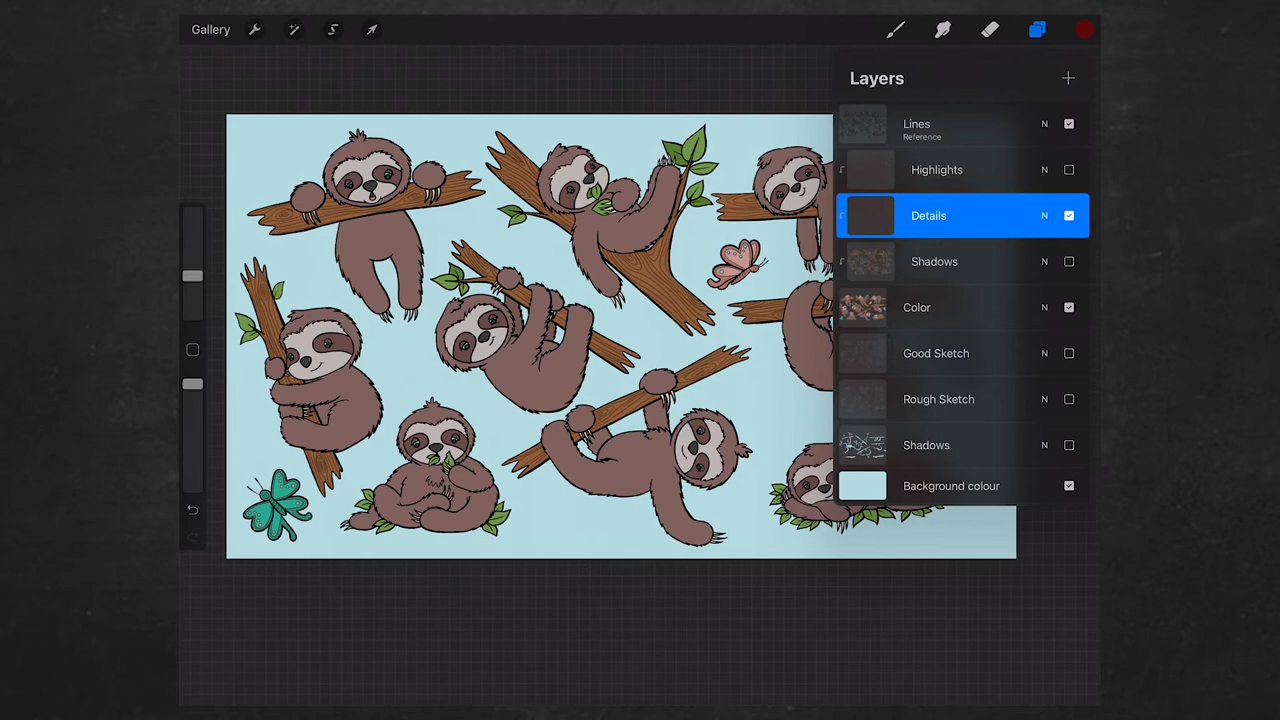 Gallery
Layers
Lines N
Reference
Highlights N
Details N
Shadows N
Color N
Good Sketch N
Rough Sketch N
Shadows N
Background colour